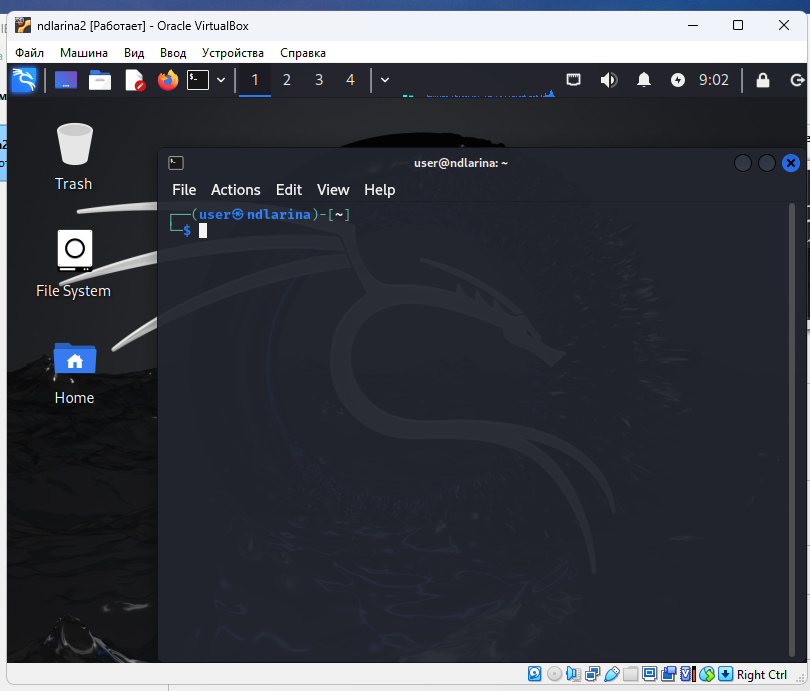 ndlarina2 [Работает] - Oracle VirtualBox
Файл Машина Вид Ввод Устройства Справка
1 2 3 4 9:02
Trash
File System
Home
user@ndlarina: ~
File Actions Edit View Help
┌──(user㉿ndlarina)-[~]
└─$
Right Ctrl